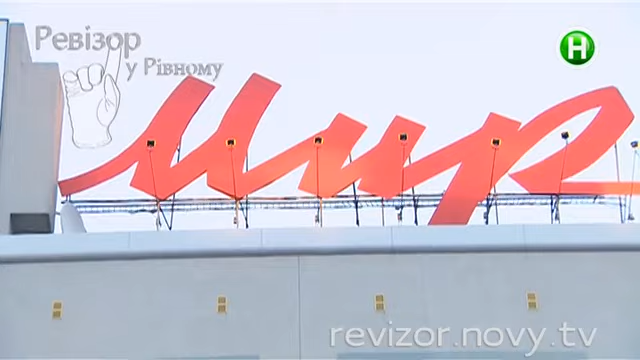 Ревізор
у Рівному
Н
Мир
revizor.novy.tv